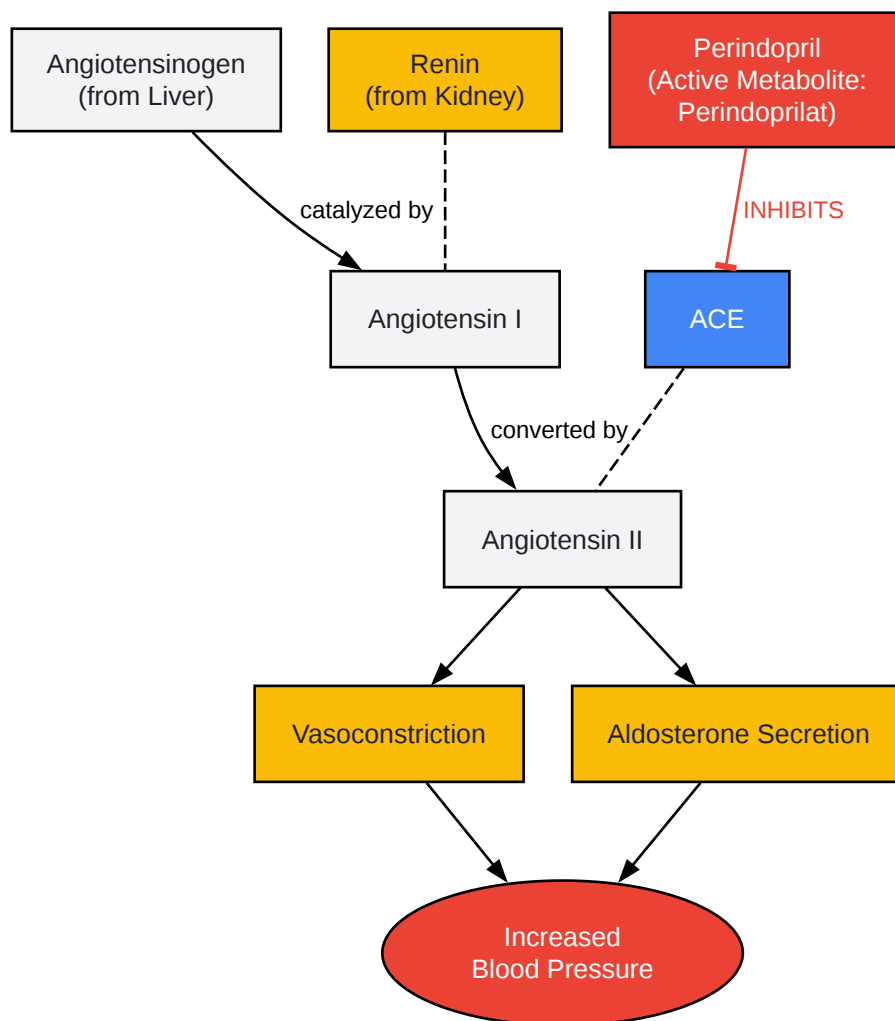 Angiotensinogen
(from Liver)
Renin
(from Kidney)
Perindopril
(Active Metabolite:
Perindoprilat)
catalyzed by
INHIBITS
Angiotensin I
ACE
converted by
Angiotensin II
Vasoconstriction
Aldosterone Secretion
Increased
Blood Pressure